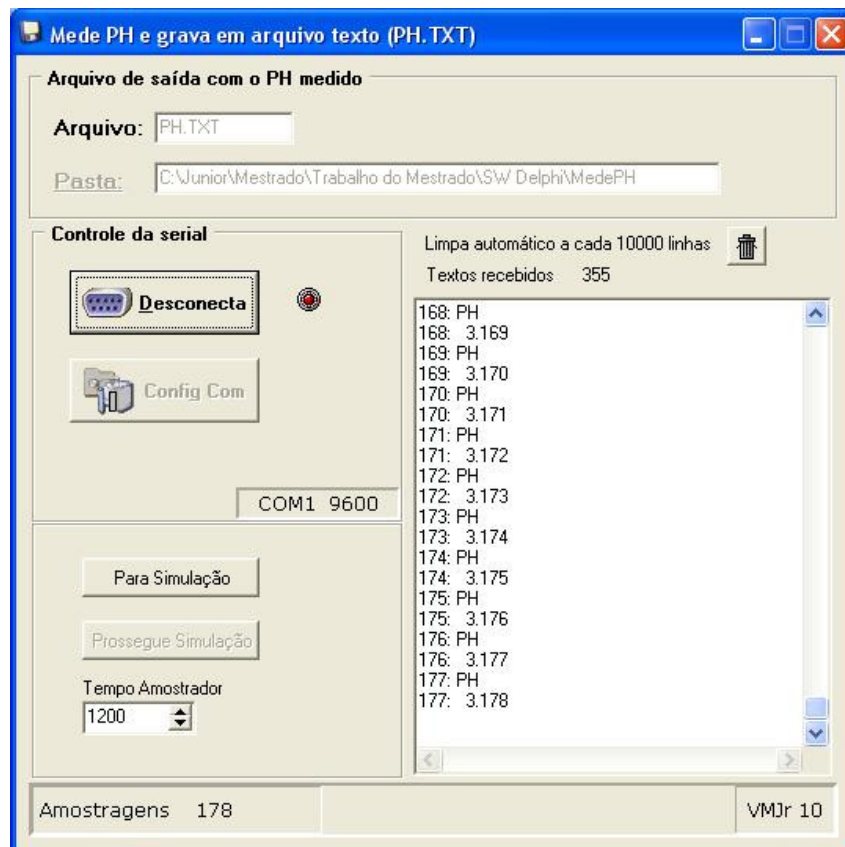 Mede PH e grava em arquivo texto (PH.TXT)
Arquivo de saída com o PH medido
Arquivo: PH.TXT
Pasta: C:\Junior\Mestrado\Trabalho do Mestrado\SW Delphi\MedePH
Controle da serial
Desconecta
Config Com
COM1 9600
Para Simulação
Prossegue Simulação
Tempo Amostrador
1200
Limpa automático a cada 10000 linhas
Textos recebidos 355
168: PH
168: 3.169
169: PH
169: 3.170
170: PH
170: 3.171
171: PH
171: 3.172
172: PH
172: 3.173
173: PH
173: 3.174
174: PH
174: 3.175
175: PH
175: 3.176
176: PH
176: 3.177
177: PH
177: 3.178
Amostragens 178
VMJr 10